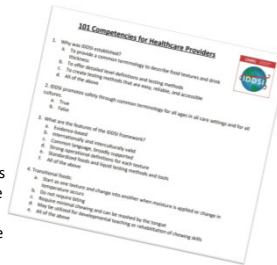 101 Competencies for Healthcare Providers
IDDSI
1. Why was IDDSI established?
a. To provide a common terminology to describe food textures and drink
thickness
b. To offer detailed level definitions and testing methods
c. To create testing methods that are easy, reliable, and accessible
d. All of the above
2. IDDSI promotes safety through common terminology for all ages in all care settings and for all
cultures.
a. True
b. False
3. What are the features of the IDDSI Framework?
a. Evidence-based
b. Internationally and interculturally valid
c. Common language, broadly supported
d. Strong operational definitions for each texture
e. Standardized foods and liquid testing methods and tools
f. All of the above
4. Transitional foods:
a. Start as one texture and change into another when moisture is applied or change in
temperature occurs
b. Do not require biting
c. Require minimal chewing and can be mashed by the tongue
d. May be utilized for developmental teaching or rehabilitation of chewing skills
e. All of the above
s
e
e